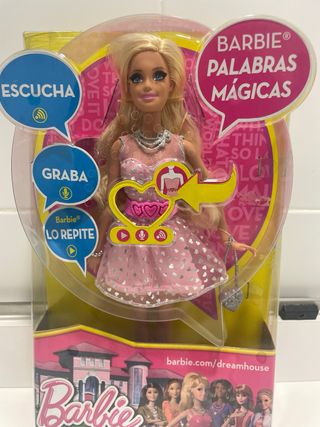 BARBIE®
PALABRAS
MÁGICAS
ESCUCHA
GRABA
Barbie®
LO REPITE
barbie.com/dreamhouse
Barbie